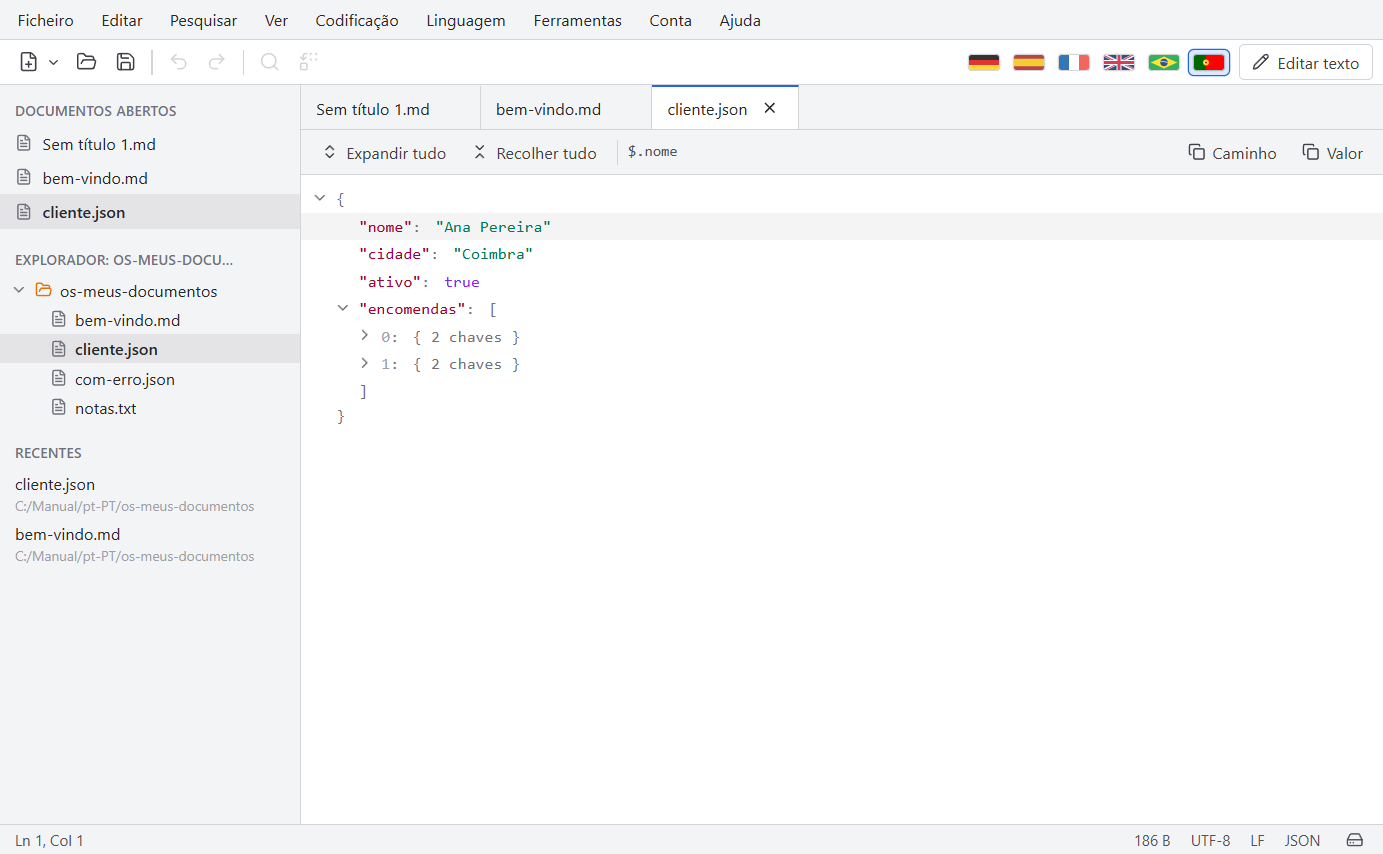 Ficheiro Editar Pesquisar Ver Codificação Linguagem Ferramentas Conta Ajuda
Editar texto
DOCUMENTOS ABERTOS
Sem título 1.md
bem-vindo.md
cliente.json
EXPLORADOR: OS-MEUS-DOCU...
os-meus-documentos
bem-vindo.md
cliente.json
com-erro.json
notas.txt
RECENTES
cliente.json
C:/Manual/pt-PT/os-meus-documentos
bem-vindo.md
C:/Manual/pt-PT/os-meus-documentos
Sem título 1.md bem-vindo.md cliente.json
Expandir tudo Recolher tudo $.nome Caminho Valor
{
"nome": "Ana Pereira"
"cidade": "Coimbra"
"ativo": true
"encomendas": [
0: { 2 chaves }
1: { 2 chaves }
]
}
Ln 1, Col 1 186 B UTF-8 LF JSON